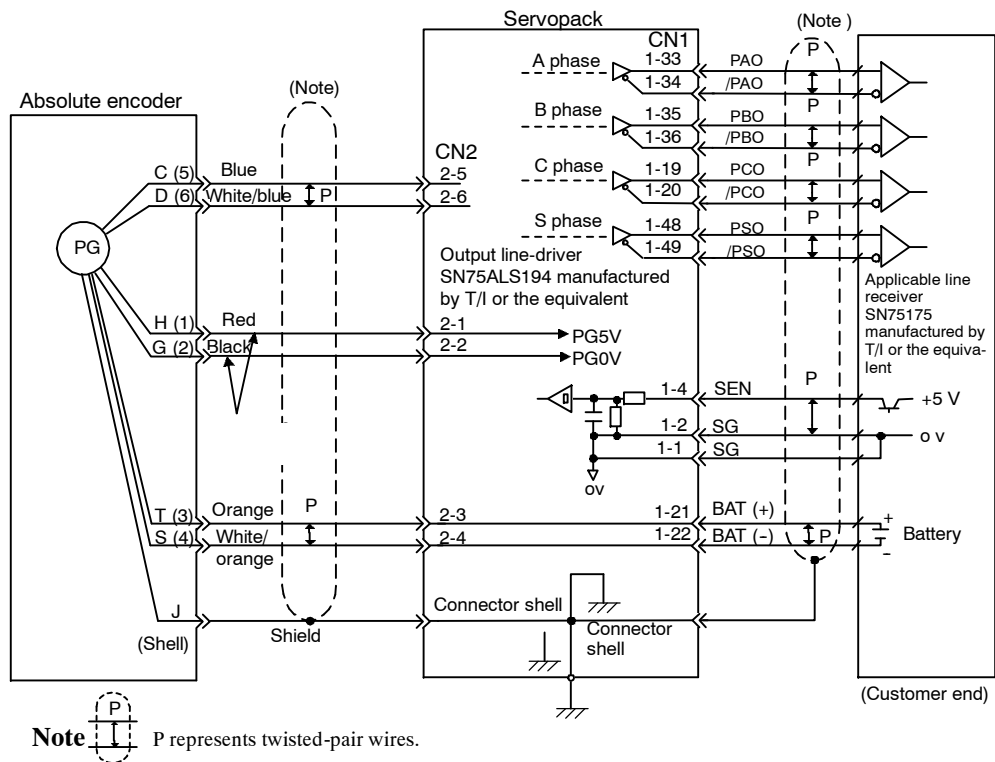 Servopack
(Note )
CN1
A phase
1-33
PAO
P
1-34
/PAO
P
B phase
1-35
PBO
1-36
/PBO
P
C phase
1-19
PCO
1-20
/PCO
P
S phase
1-48
PSO
1-49
/PSO
Absolute encoder
(Note)
CN2
C (5)
Blue
2-5
D (6)
White/blue
P
2-6
PG
Output line-driver
SN75ALS194 manufactured
by T/I or the equivalent
Applicable line
receiver
SN75175
manufactured by
T/I or the equiva-
lent
H (1)
Red
2-1
PG5V
G (2)
Black
2-2
PG0V
1-4
SEN
P
+5 V
1-2
SG
o v
1-1
SG
ov
T (3)
Orange
P
2-3
1-21
BAT (+)
+
S (4)
White/
orange
2-4
1-22
BAT (-)
P
Battery
-
J
(Shell)
Shield
Connector shell
Connector
shell
(Customer end)
P
Note
P represents twisted-pair wires.